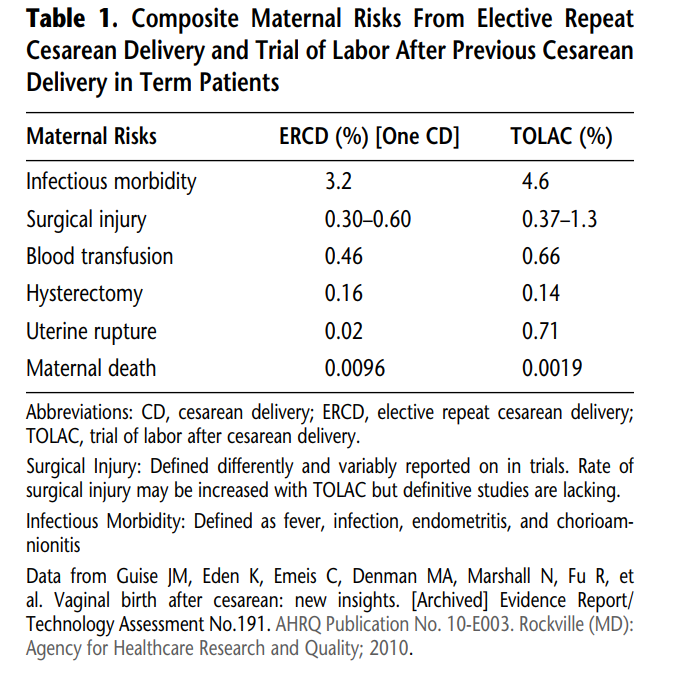 Table 1. Composite Maternal Risks From Elective Repeat
Cesarean Delivery and Trial of Labor After Previous Cesarean
Delivery in Term Patients
Maternal Risks ERCD (%) [One CD] TOLAC (%)
Infectious morbidity 3.2 4.6
Surgical injury 0.30–0.60 0.37–1.3
Blood transfusion 0.46 0.66
Hysterectomy 0.16 0.14
Uterine rupture 0.02 0.71
Maternal death 0.0096 0.0019
Abbreviations: CD, cesarean delivery; ERCD, elective repeat cesarean delivery;
TOLAC, trial of labor after cesarean delivery.
Surgical Injury: Defined differently and variably reported on in trials. Rate of
surgical injury may be increased with TOLAC but definitive studies are lacking.
Infectious Morbidity: Defined as fever, infection, endometritis, and chorioam-
nionitis
Data from Guise JM, Eden K, Emeis C, Denman MA, Marshall N, Fu R, et
al. Vaginal birth after cesarean: new insights. [Archived] Evidence Report/
Technology Assessment No.191. AHRQ Publication No. 10-E003. Rockville (MD):
Agency for Healthcare Research and Quality; 2010.